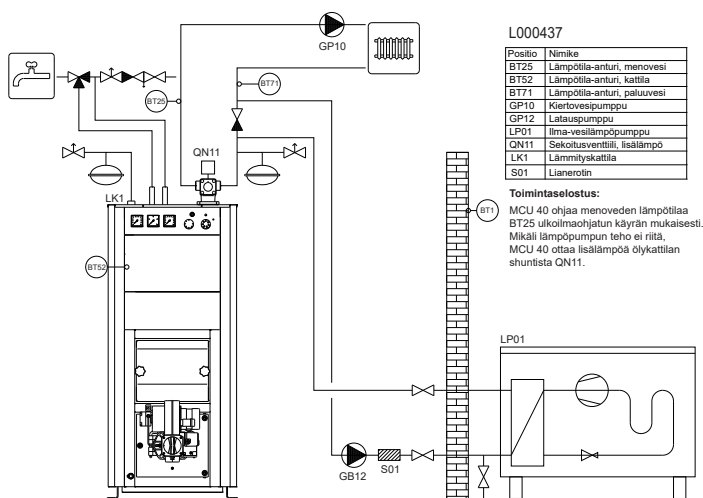 L000437
Positio Nimike
BT25 Lämpötila-anturi, menovesi
BT52 Lämpötila-anturi, kattila
BT71 Lämpötila-anturi, paluuvesi
GP10 Kiertovesipumppu
GP12 Latauspumppu
LP01 Ilma-vesilämpöpumppu
QN11 Sekoitusventtiili, lisälämpö
LK1 Lämmityskattila
S01 Lianerotin
Toimintaselostus:
MCU 40 ohjaa menoveden lämpötilaa
BT25 ulkoilmaohjatun käyrän mukaisesti.
Mikäli lämpöpumpun teho ei riitä,
MCU 40 ottaa lisälämpöä öljykattilan
shuntista QN11.
GP10
BT71
BT25
QN11
LK1
BT1
BT52
LP01
GB12
S01